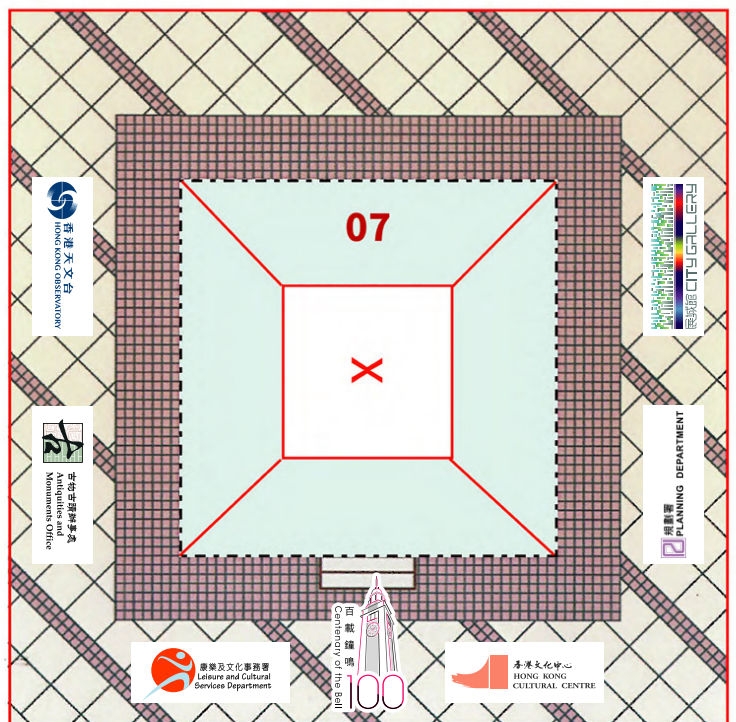 07
X
香港天文台
HONG KONG OBSERVATORY
展城館 CITY GALLERY
古物古蹟辦事處
Antiquities and
Monuments Office
規劃署
PLANNING DEPARTMENT
百載鐘鳴
Centenary of the Bell
100
康樂及文化事務署
Leisure and Cultural
Services Department
香港文化中心
HONG KONG
CULTURAL CENTRE